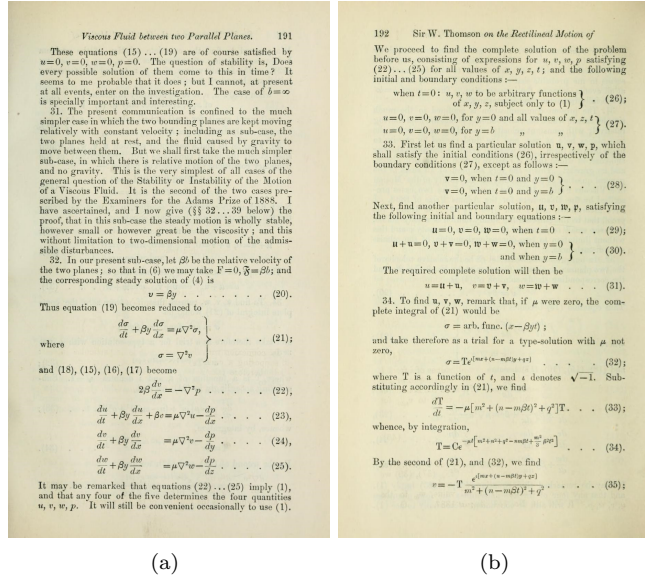 Viscous Fluid between two Parallel Planes. 191
These equations (15) ... (19) are of course satisfied by
u=0, v=0, w=0, p=0. The question of stability is, Does
every possible solution of them come to this in time? It
seems to me probable that it does; but I cannot, at present
at all events, enter on the investigation. The case of b=∞
is specially important and interesting.
31. The present communication is confined to the much
simpler case in which the two bounding planes are kept moving
relatively with constant velocity; including as sub-case, the
two planes held at rest, and the fluid caused by gravity to
move between them. But we shall first take the much simpler
sub-case, in which there is relative motion of the two planes,
and no gravity. This is the very simplest of all cases of the
general question of the Stability or Instability of the Motion
of a Viscous Fluid. It is the second of the two cases pre-
scribed by the Examiners for the Adams Prize of 1888. I
have ascertained, and I now give (§§ 32...39 below) the
proof, that in this sub-case the steady motion is wholly stable,
however small or however great be the viscosity; and this
without limitation to two-dimensional motion of the admis-
sible disturbances.
32. In our present sub-case, let βb be the relative velocity of
the two planes; so that in (6) we may take F=0, 𝔉=βb; and
the corresponding steady solution of (4) is
v=βy . . . . . . . (20).
Thus equation (19) becomes reduced to
dσ/dt + βy dσ/dx = μ∇²σ,
where } . . . . (21);
σ=∇²v
and (18), (15), (16), (17) become
2β dv/dx = −∇²p . . . . . (22),
du/dt + βy du/dx + βv = μ∇²u − dp/dx . . . . (23),
dv/dt + βy dv/dx = μ∇²v − dp/dy . . . . (24),
dw/dt + βy dw/dx = μ∇²w − dp/dz . . . . (25).
It may be remarked that equations (22) ... (25) imply (1),
and that any four of the five determines the four quantities
u, v, w, p. It will still be convenient occasionally to use (1).
(a)
192 Sir W. Thomson on the Rectilineal Motion of
We proceed to find the complete solution of the problem
before us, consisting of expressions for u, v, w, p satisfying
(22) ... (25) for all values of x, y, z, t; and the following
initial and boundary conditions :—
when t=0: u, v, w to be arbitrary functions
of x, y, z, subject only to (1) } . . (26);
u=0, v=0, w=0, for y=0 and all values of x, z, t
u=0, v=0, w=0, for y=b „ „ } . (27).
33. First let us find a particular solution u, v, w, p, which
shall satisfy the initial conditions (26), irrespectively of the
boundary conditions (27), except as follows :—
v=0, when t=0 and y=0
v=0, when t=0 and y=b } . . . (28).
Next, find another particular solution, 𝔲, 𝔳, 𝔴, 𝔭, satisfying
the following initial and boundary equations :—
𝔲=0, 𝔳=0, 𝔴=0, when t=0 . . . (29);
𝔲+u=0, 𝔳+v=0, 𝔴+w=0, when y=0
and when y=b } . . (30).
The required complete solution will then be
u=u+𝔲, v=v+𝔳, w=𝔴+w . . . (31).
34. To find u, v, w, remark that, if μ were zero, the com-
plete integral of (21) would be
σ = arb. func. (x−βyt);
and take therefore as a trial for a type-solution with μ not
zero,
σ=Tε^ι[mx+(n−mβt)y+qz] . . . . (32);
where T is a function of t, and ι denotes √−1. Sub-
stituting accordingly in (21), we find
dT/dt = −μ[m²+(n−mβt)²+q²]T. . . . (33);
whence, by integration,
T=Cε^−μt[m²+n²+q²−nmβt+m²/3 β²t²] . . . . (34).
By the second of (21), and (32), we find
v=−T ε^ι[mx+(n−mβt)y+qz] / m²+(n−mβt)²+q² . . . . (35);
(b)